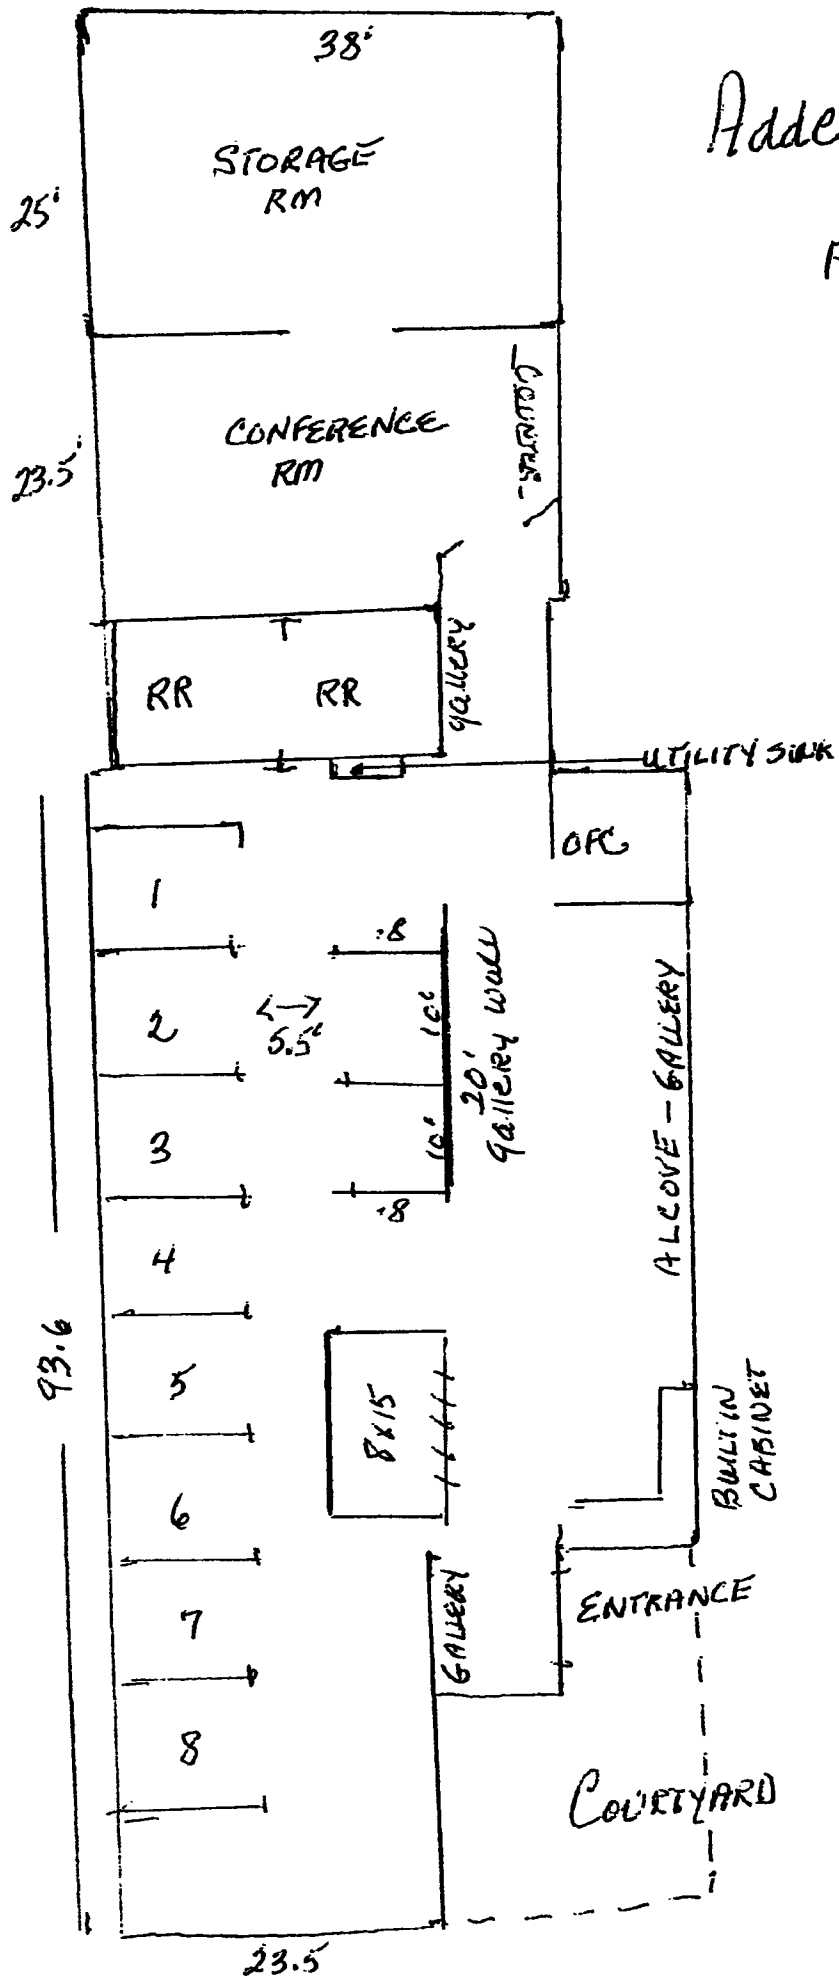 38'
STORAGE
RM
25'
CONFERENCE
RM
COUNTER
23.5'
RR
RR
gallery
UTILITY SINK
OFC
1
2
3
4
5
6
7
8
.8
5.5'
10'
10'
20'
gallery wall
.8
ALCOVE - GALLERY
93.6
8x15
BUILT IN
CABINET
GALLERY
ENTRANCE
COURTYARD
23.5